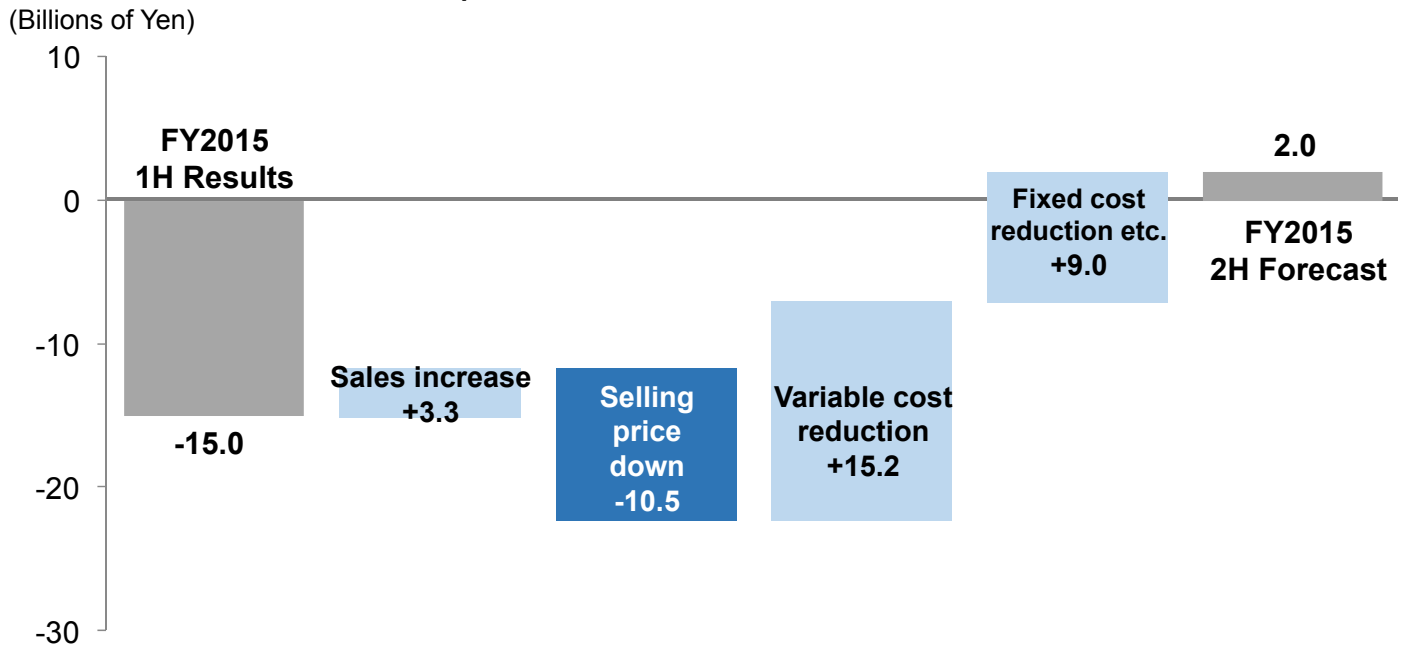 (Billions of Yen)
10
0
-10
-20
-30
FY2015
1H Results
-15.0
Sales increase
+3.3
Selling
price
down
-10.5
Variable cost
reduction
+15.2
Fixed cost
reduction etc.
+9.0
2.0
FY2015
2H Forecast